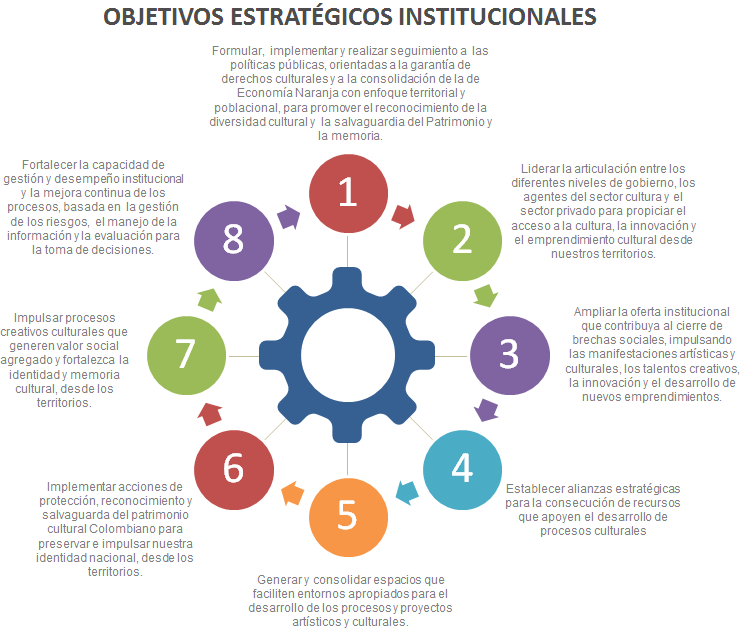 OBJETIVOS ESTRATÉGICOS INSTITUCIONALES
Formular, implementar y realizar seguimiento a las
políticas públicas, orientadas a la garantía de
derechos culturales y a la consolidación de la de
Economía Naranja con enfoque territorial y
poblacional, para promover el reconocimiento de la
diversidad cultural y la salvaguardia del Patrimonio y
la memoria.
1
Liderar la articulación entre los
diferentes niveles de gobierno, los
agentes del sector cultura y el
sector privado para propiciar el
acceso a la cultura, la innovación y
el emprendimiento cultural desde
nuestros territorios.
2
Ampliar la oferta institucional
que contribuya al cierre de
brechas sociales, impulsando
las manifestaciones artísticas y
culturales, los talentos creativos,
la innovación y el desarrollo de
nuevos emprendimientos.
3
Establecer alianzas estratégicas
para la consecución de recursos
que apoyen el desarrollo de
procesos culturales
4
5
Generar y consolidar espacios que
faciliten entornos apropiados para el
desarrollo de los procesos y proyectos
artísticos y culturales.
6
Implementar acciones de
protección, reconocimiento y
salvaguarda del patrimonio
cultural Colombiano para
preservar e impulsar nuestra
identidad nacional, desde los
territorios.
7
Impulsar procesos
creativos culturales que
generen valor social
agregado y fortalezca la
identidad y memoria
cultural, desde los
territorios.
8
Fortalecer la capacidad de
gestión y desempeño institucional
y la mejora continua de los
procesos, basada en la gestión
de los riesgos, el manejo de la
información y la evaluación para
la toma de decisiones.